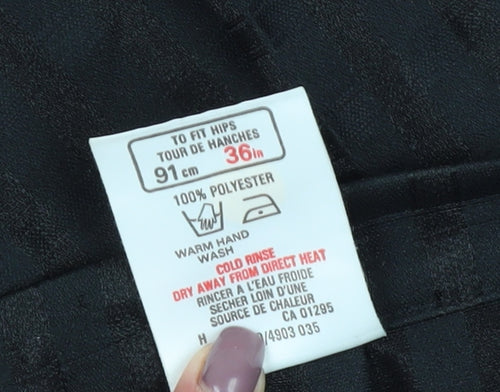 TO FIT HIPS
TOUR DE HANCHES
91 cm 36in
100% POLYESTER
WARM HAND
WASH
COLD RINSE
DRY AWAY FROM DIRECT HEAT
RINCER A L'EAU FROIDE
SECHER LOIN D'UNE
SOURCE DE CHALEUR
CA 01295
H /4903 035